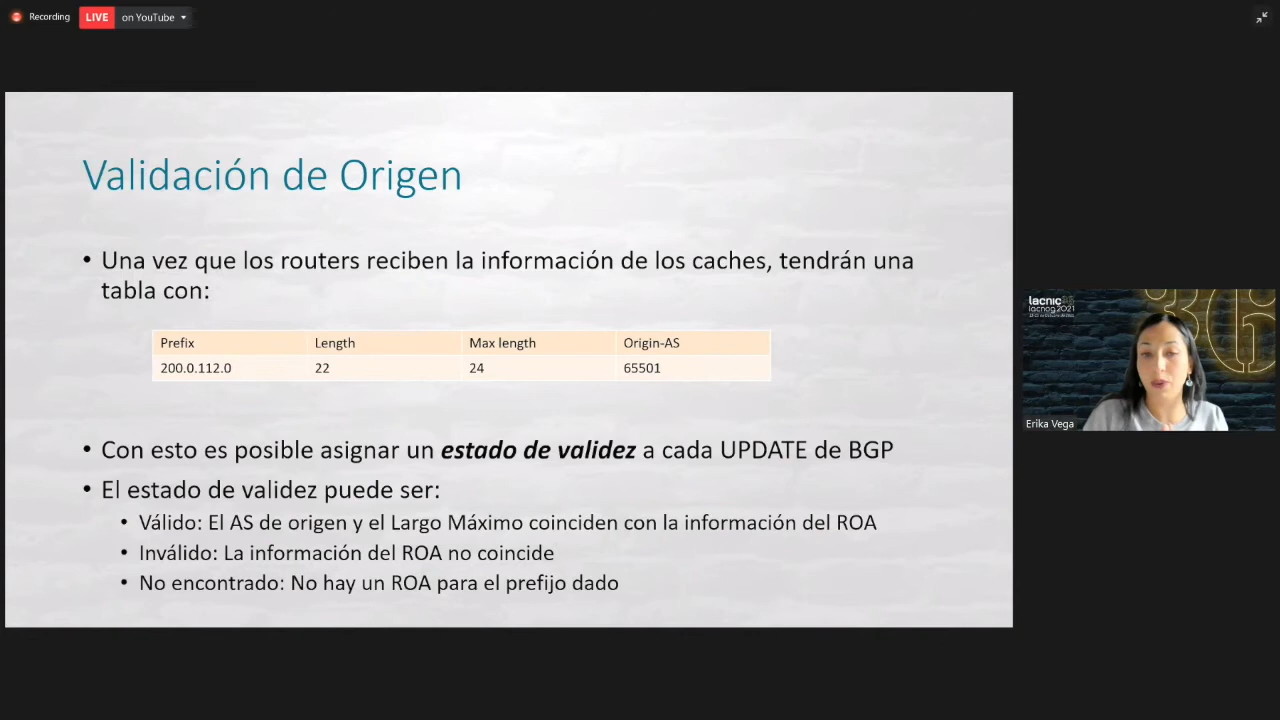 Recording
LIVE on YouTube
Validación de Origen
• Una vez que los routers reciben la información de los caches, tendrán una
tabla con:
Prefix Length Max length Origin-AS
200.0.112.0 22 24 65501
• Con esto es posible asignar un estado de validez a cada UPDATE de BGP
• El estado de validez puede ser:
• Válido: El AS de origen y el Largo Máximo coinciden con la información del ROA
• Inválido: La información del ROA no coincide
• No encontrado: No hay un ROA para el prefijo dado
lacnic36
lacnog2021
Erika Vega